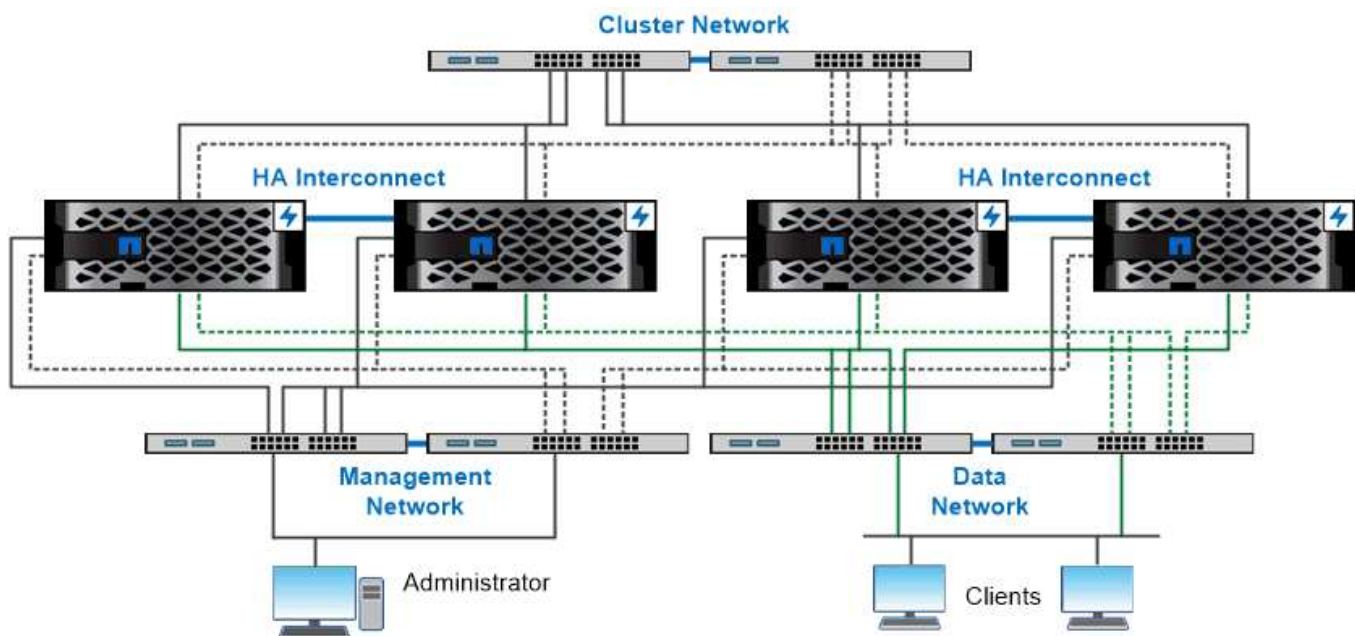 Cluster Network
HA Interconnect
HA Interconnect
Management
Network
Data
Network
Administrator
Clients